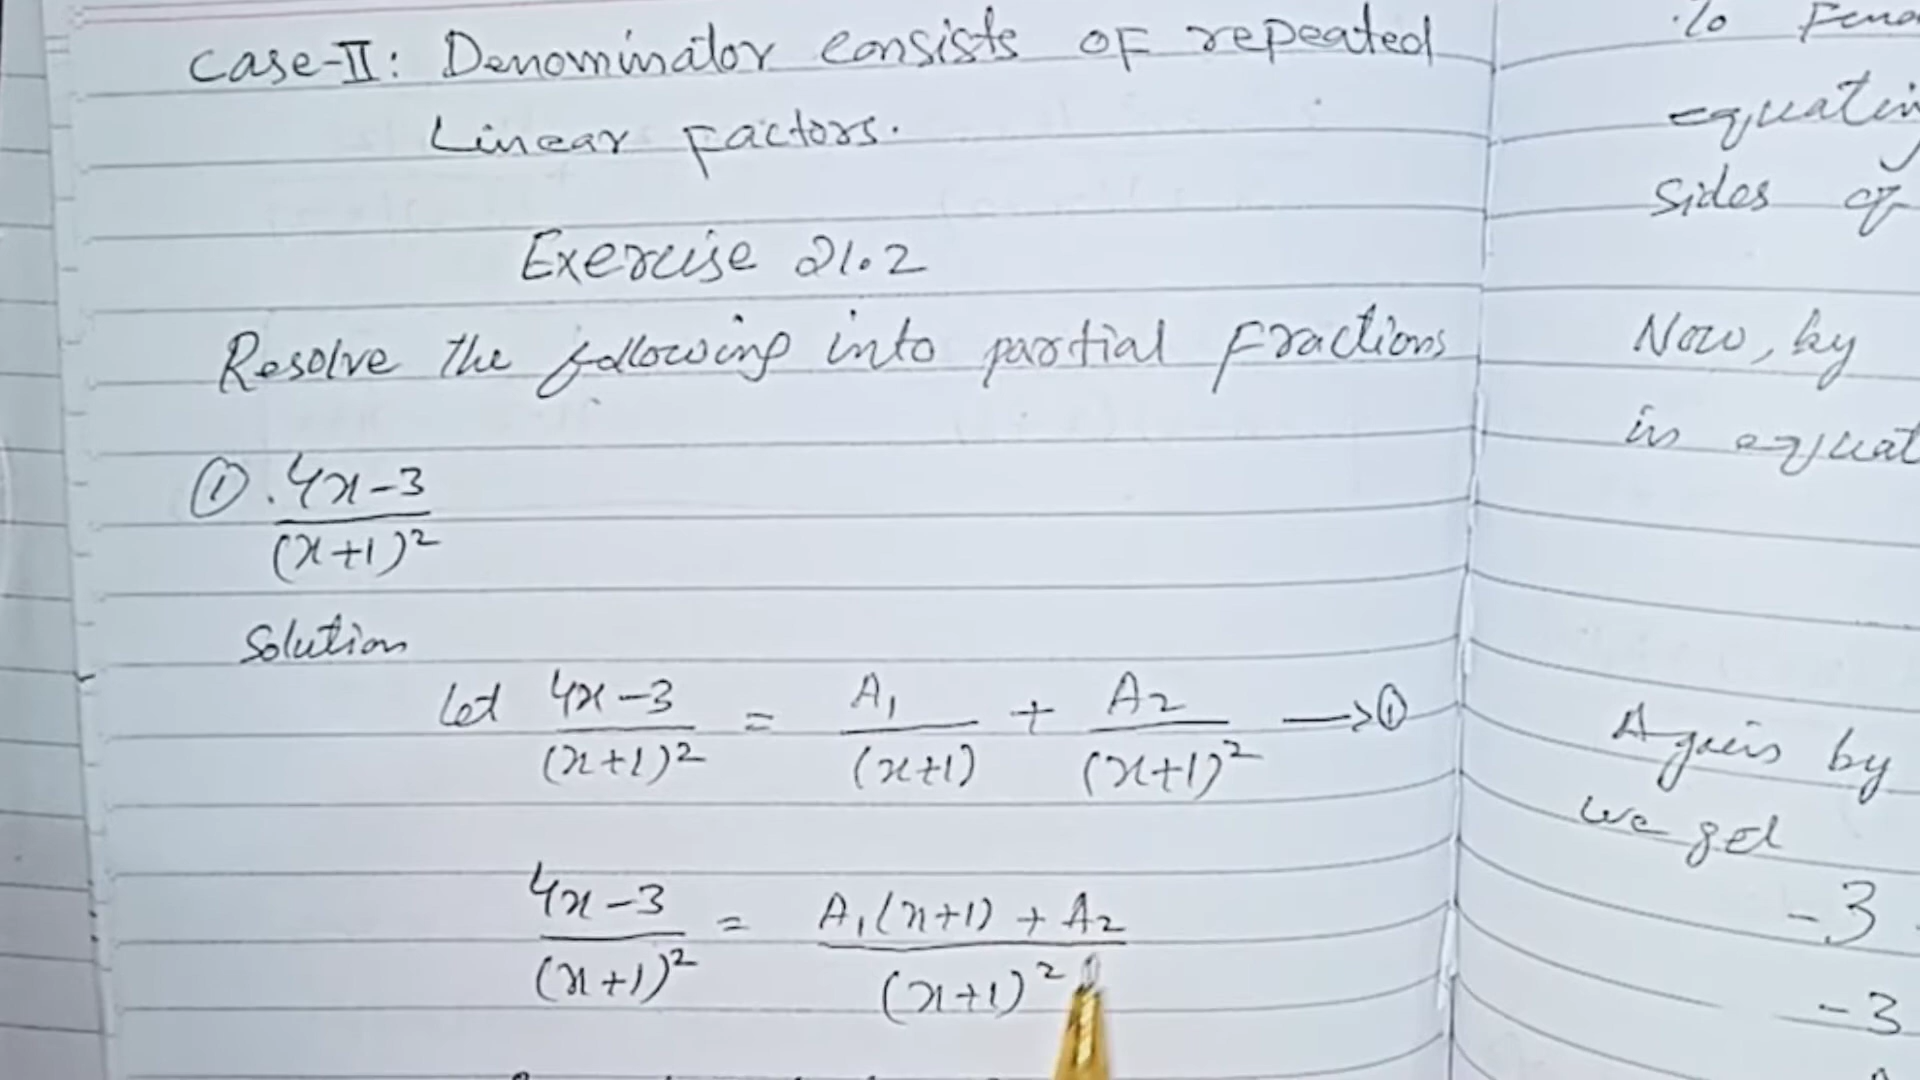 Case-II: Denominator consists of repeated
Linear Factors.
Exercise 21.2
Resolve the following into partial Fractions
①. 4x-3
(x+1)²
Solution
Let 4x-3 / (x+1)² = A₁ / (x+1) + A₂ / (x+1)² → ①
4x-3 / (x+1)² = A₁(x+1) + A₂ / (x+1)²
To
sides of
Now, by
in
Again by
we get
-3
-3